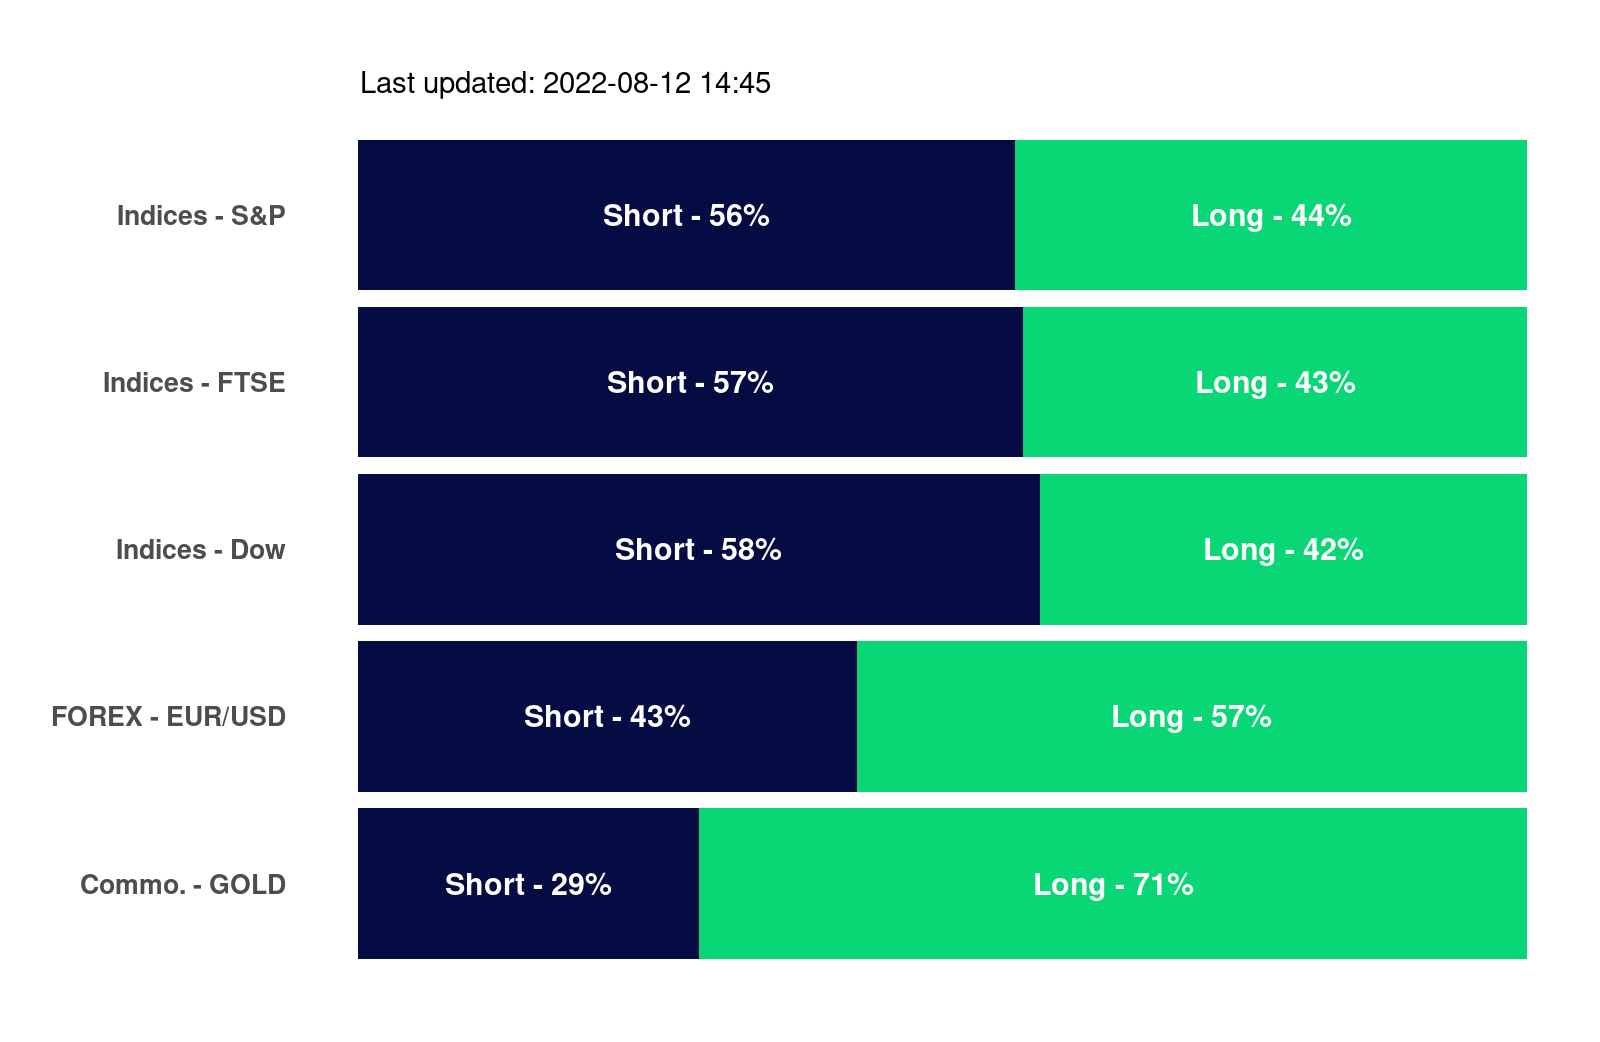 Last updated: 2022-08-12 14:45
Indices - S&P Short - 56% Long - 44%
Indices - FTSE Short - 57% Long - 43%
Indices - Dow Short - 58% Long - 42%
FOREX - EUR/USD Short - 43% Long - 57%
Commo. - GOLD Short - 29% Long - 71%